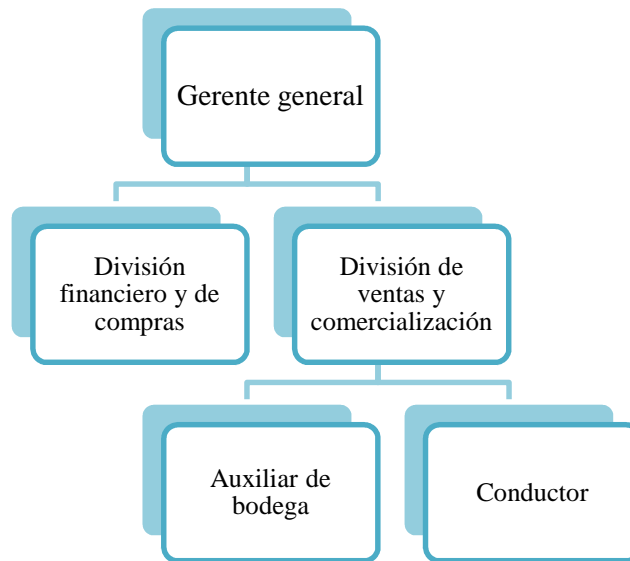 Gerente general
División
financiero y de
compras
División de
ventas y
comercialización
Auxiliar de
bodega
Conductor